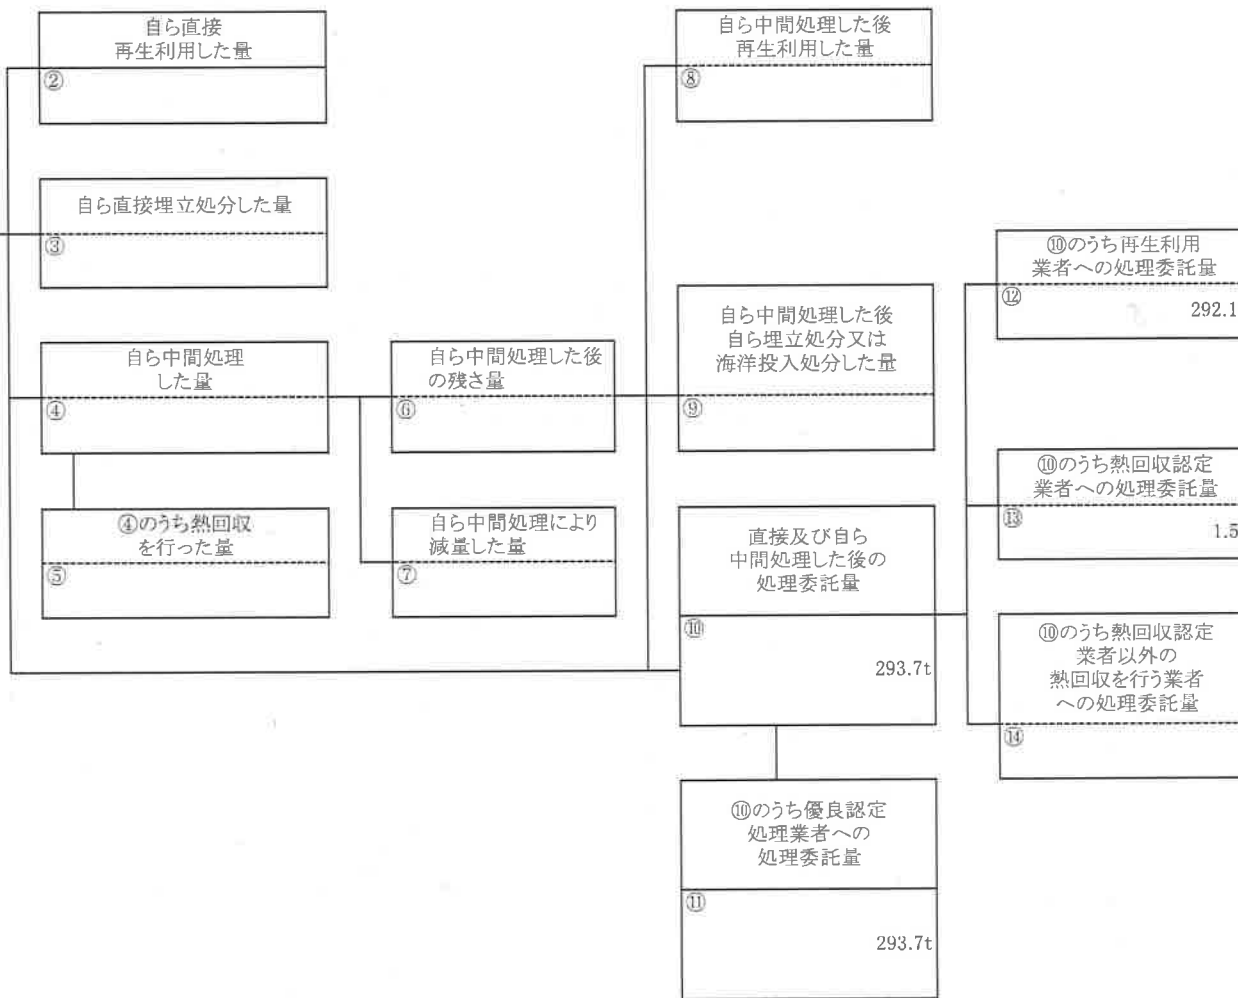 自ら直接
再生利用した量
②
自ら直接埋立処分した量
③
自ら中間処理
した量
④
④のうち熱回収
を行った量
⑤
自ら中間処理した後
の残さ量
⑥
自ら中間処理により
減量した量
⑦
自ら中間処理した後
再生利用した量
⑧
自ら中間処理した後
自ら埋立処分又は
海洋投入処分した量
⑨
直接及び自ら
中間処理した後の
処理委託量
⑩
293.7t
⑩のうち優良認定
処理業者への
処理委託量
⑪
293.7t
⑩のうち再生利用
業者への処理委託量
⑫
292.1
⑩のうち熱回収認定
業者への処理委託量
⑬
1.5
⑩のうち熱回収認定
業者以外の
熱回収を行う業者
への処理委託量
⑭